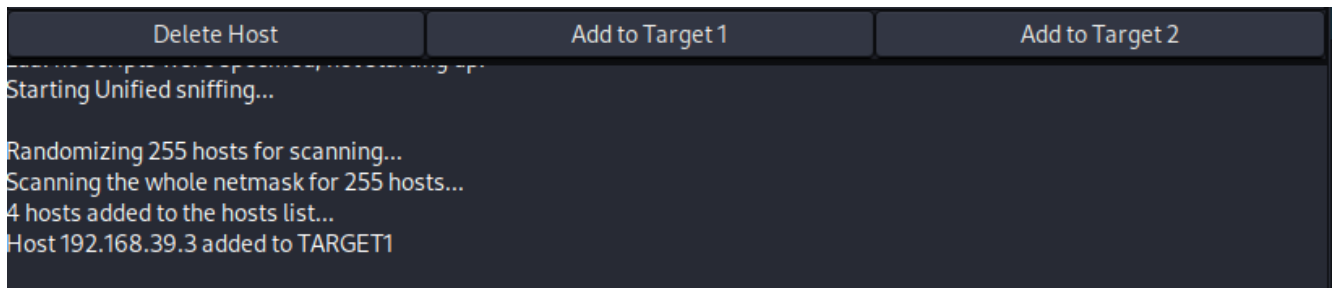 Delete Host
Add to Target 1
Add to Target 2
Starting Unified sniffing...
Randomizing 255 hosts for scanning...
Scanning the whole netmask for 255 hosts...
4 hosts added to the hosts list...
Host 192.168.39.3 added to TARGET1